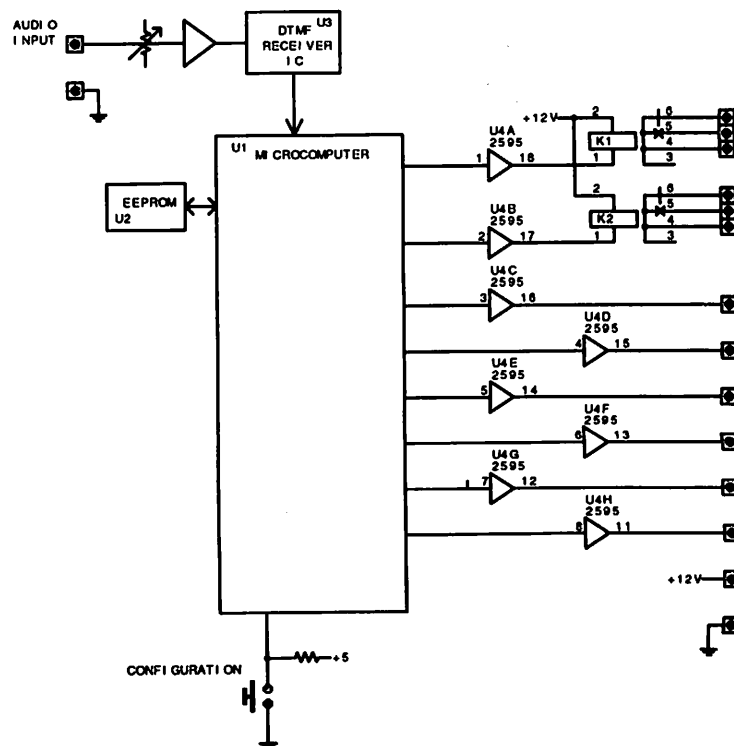 AUDIO
INPUT
U3
DTMF
RECEIVER
IC
U1
MICROCOMPUTER
EEPROM
U2
+12V
2
K1
1
6
5
4
3
U4A
2595
1
18
2
K2
1
6
5
4
3
U4B
2595
2
17
U4C
2595
3
16
U4D
2595
4
15
U4E
2595
5
14
U4F
2595
6
13
U4G
2595
7
12
U4H
2595
8
11
+12V
+5
CONFIGURATION